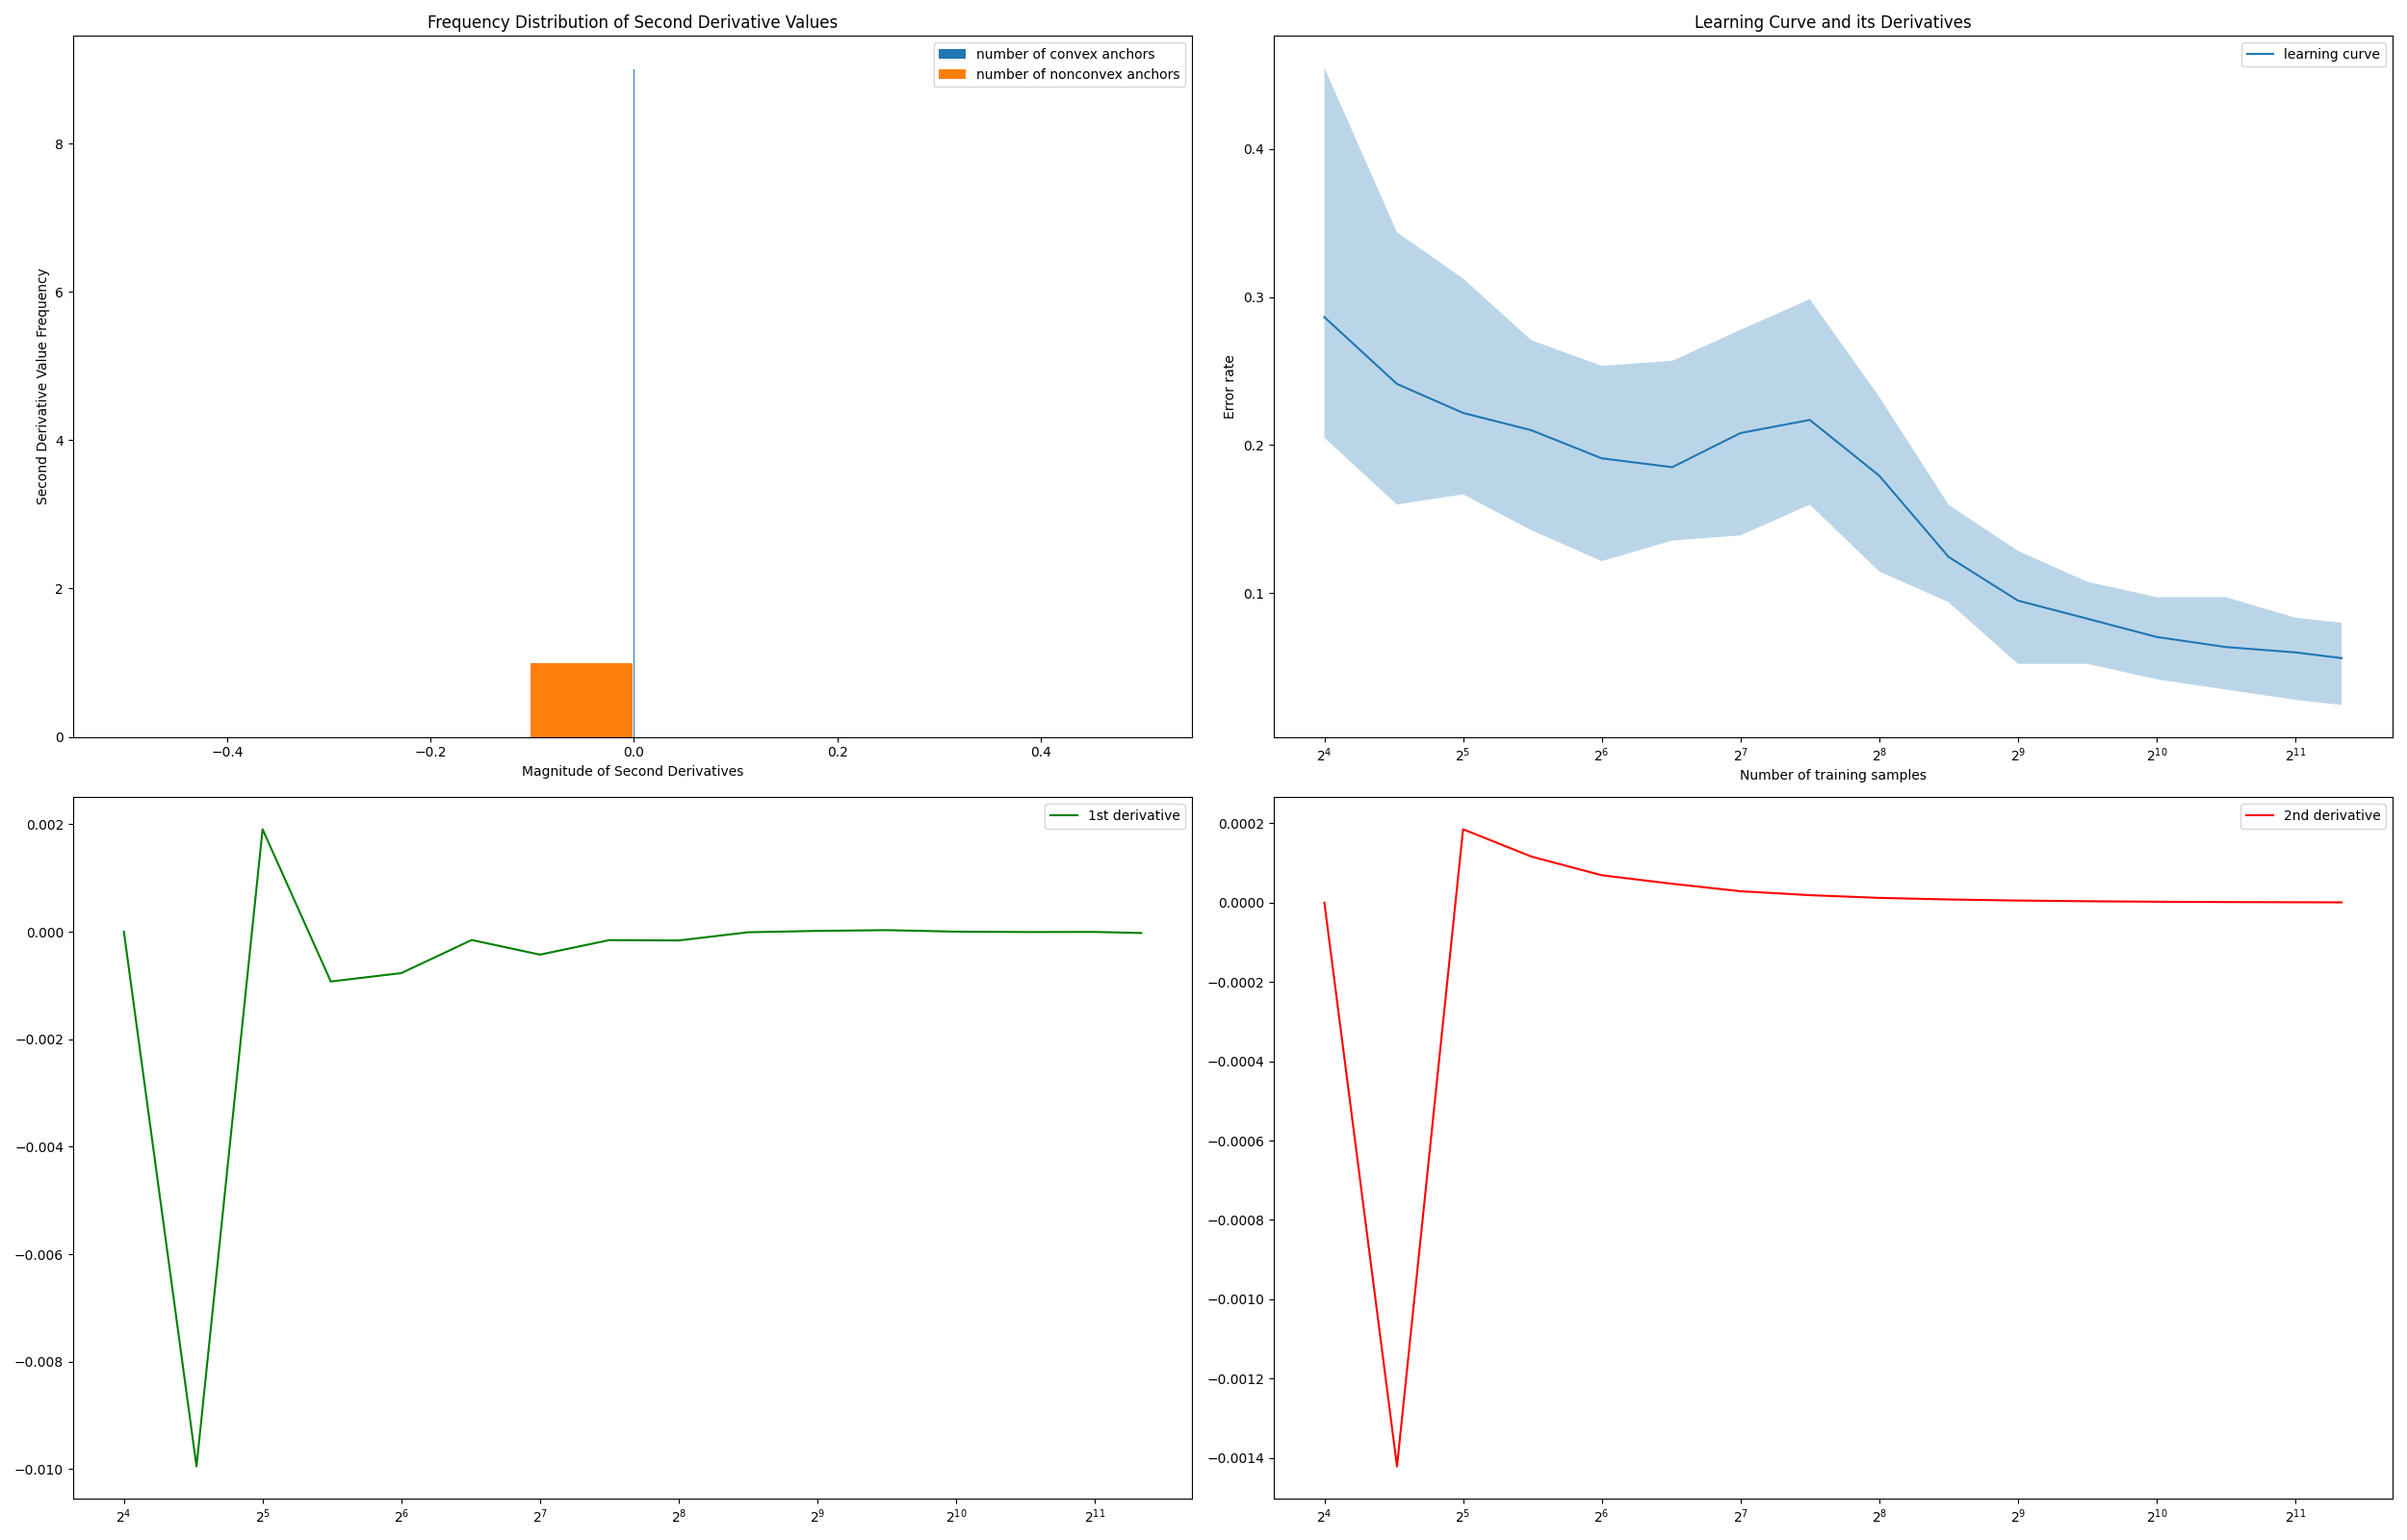 Frequency Distribution of Second Derivative Values
number of convex anchors
number of nonconvex anchors
Second Derivative Value Frequency
8
6
4
2
0
−0.4 −0.2 0.0 0.2 0.4
Magnitude of Second Derivatives
Learning Curve and its Derivatives
learning curve
Error rate
0.4
0.3
0.2
0.1
2⁴ 2⁵ 2⁶ 2⁷ 2⁸ 2⁹ 2¹⁰ 2¹¹
Number of training samples
1st derivative
0.002
0.000
−0.002
−0.004
−0.006
−0.008
−0.010
2⁴ 2⁵ 2⁶ 2⁷ 2⁸ 2⁹ 2¹⁰ 2¹¹
2nd derivative
0.0002
0.0000
−0.0002
−0.0004
−0.0006
−0.0008
−0.0010
−0.0012
−0.0014
2⁴ 2⁵ 2⁶ 2⁷ 2⁸ 2⁹ 2¹⁰ 2¹¹